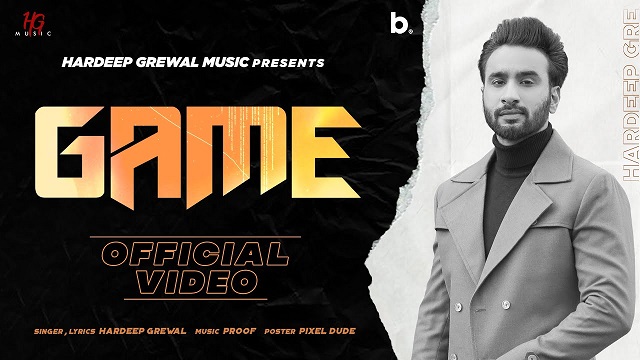 HG
MUSIC
b®
HARDEEP GREWAL MUSIC PRESENTS
GAME
OFFICIAL
VIDEO
SINGER, LYRICS HARDEEP GREWAL MUSIC PROOF POSTER PIXEL DUDE
HARDEEP GRE